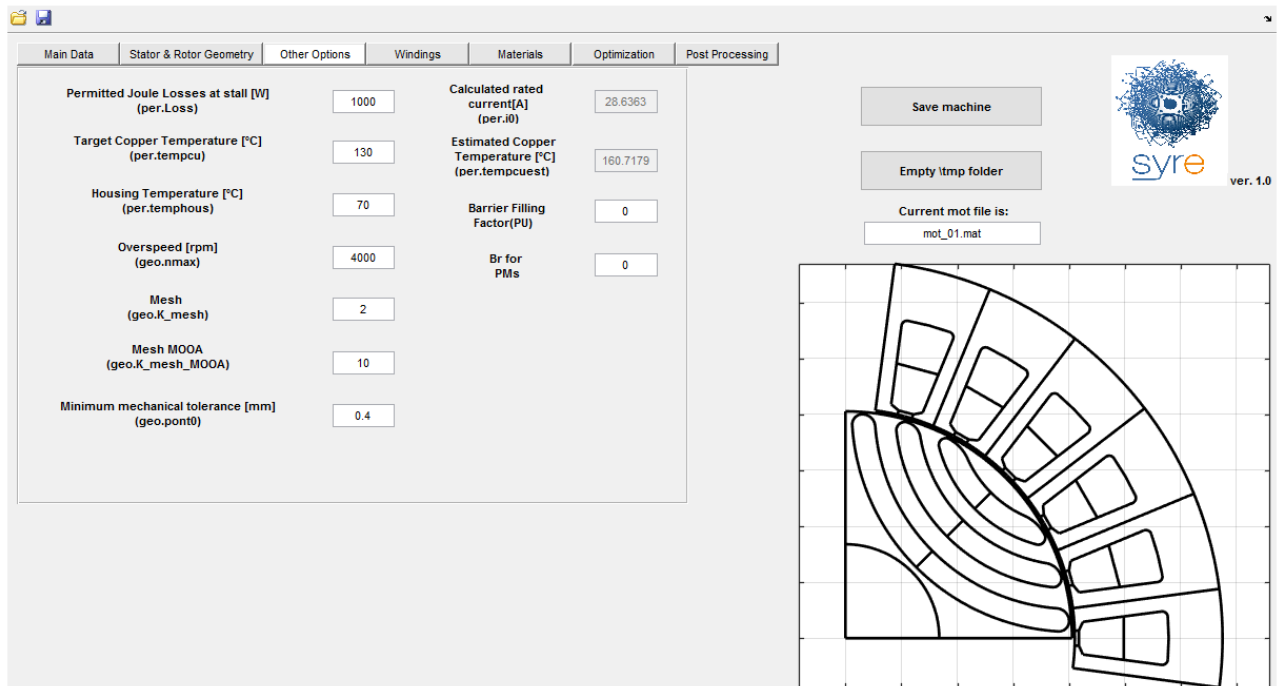 Main Data
Stator & Rotor Geometry
Other Options
Windings
Materials
Optimization
Post Processing
Permitted Joule Losses at stall [W]
(per.Loss)
1000
Target Copper Temperature [ºC]
(per.tempcu)
130
Housing Temperature [ºC]
(per.temphous)
70
Overspeed [rpm]
(geo.nmax)
4000
Mesh
(geo.K_mesh)
2
Mesh MOOA
(geo.K_mesh_MOOA)
10
Minimum mechanical tolerance [mm]
(geo.pont0)
0.4
Calculated rated
current[A]
(per.i0)
28.6363
Estimated Copper
Temperature [ºC]
(per.tempcuest)
160.7179
Barrier Filling
Factor(PU)
0
Br for
PMs
0
Save machine
Empty \tmp folder
Current mot file is:
mot_01.mat
syre
ver. 1.0